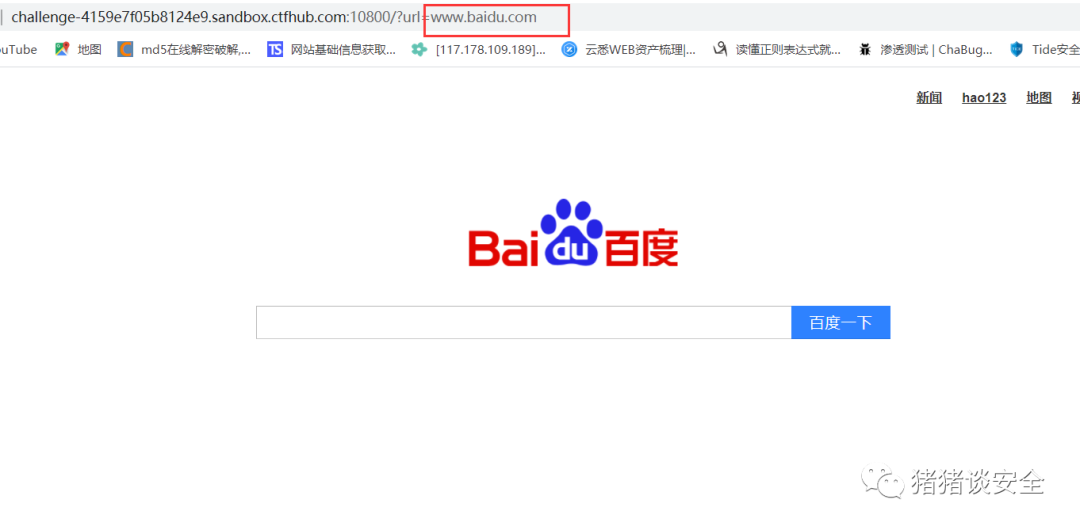 challenge-4159e7f05b8124e9.sandbox.ctfhub.com:10800/?url=www.baidu.com
ouTube 地图 md5在线解密破解,... TS 网站基础信息获取... [117.178.109.189]... 云悉WEB资产梳理|... 读懂正则表达式就... 渗透测试 | ChaBug... Tide安全
新闻 hao123 地图 视
Bai du 百度
百度一下
猪猪谈安全